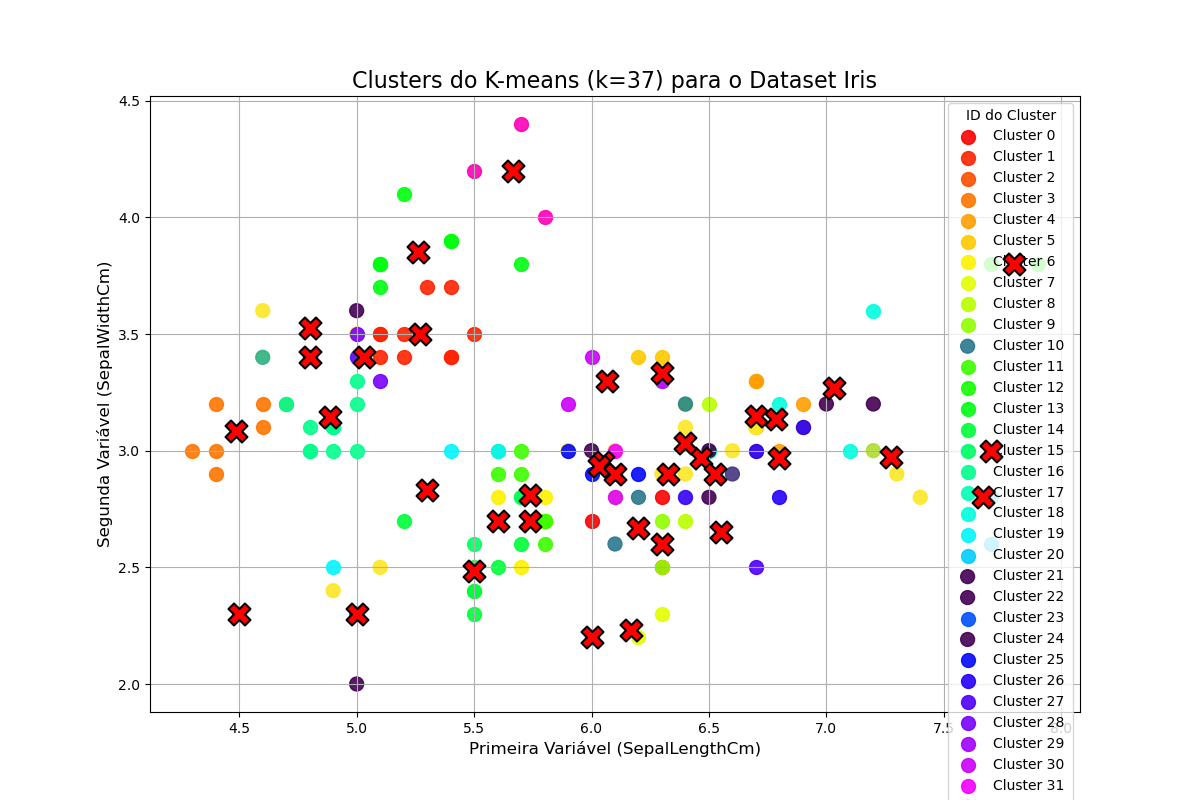 Clusters do K-means (k=37) para o Dataset Iris
Segunda Variável (SepalWidthCm)
4.5
4.0
3.5
3.0
2.5
2.0
4.5
5.0
5.5
6.0
6.5
7.0
7.5
8.0
Primeira Variável (SepalLengthCm)
ID do Cluster
Cluster 0
Cluster 1
Cluster 2
Cluster 3
Cluster 4
Cluster 5
Cluster 6
Cluster 7
Cluster 8
Cluster 9
Cluster 10
Cluster 11
Cluster 12
Cluster 13
Cluster 14
Cluster 15
Cluster 16
Cluster 17
Cluster 18
Cluster 19
Cluster 20
Cluster 21
Cluster 22
Cluster 23
Cluster 24
Cluster 25
Cluster 26
Cluster 27
Cluster 28
Cluster 29
Cluster 30
Cluster 31